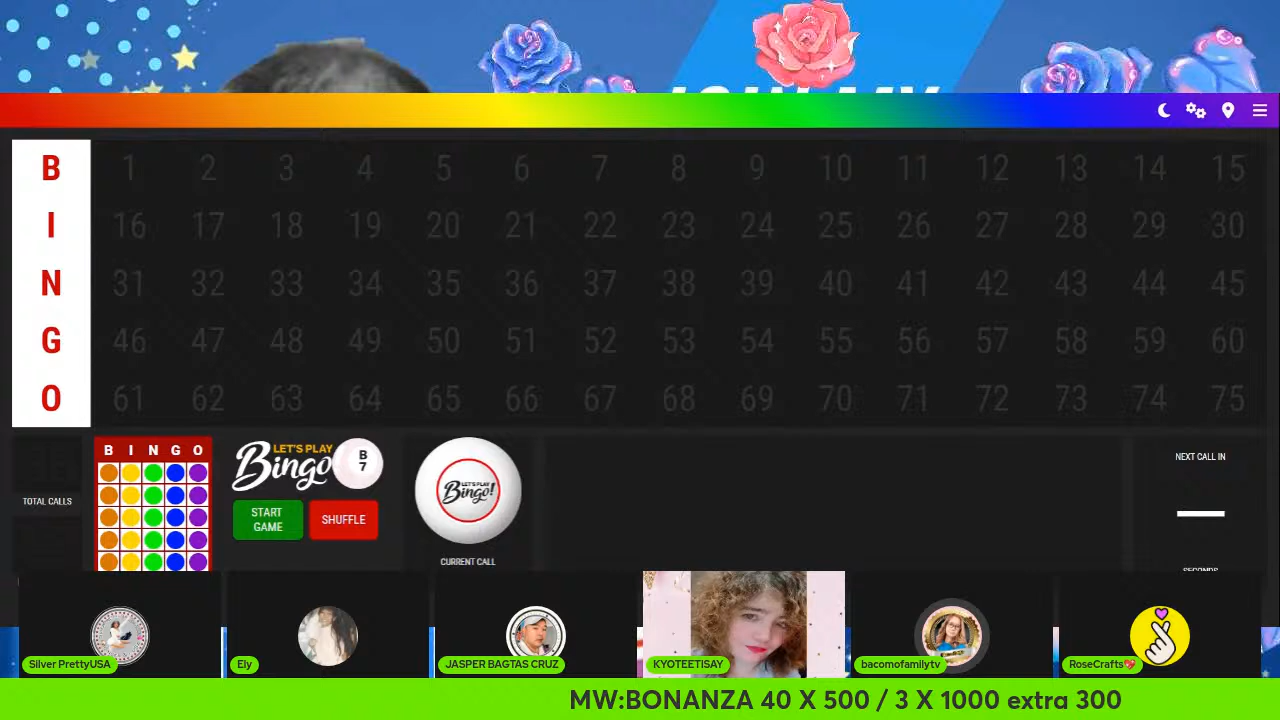 B 1 2 3 4 5 6 7 8 9 10 11 12 13 14 15
I 16 17 18 19 20 21 22 23 24 25 26 27 28 29 30
N 31 32 33 34 35 36 37 38 39 40 41 42 43 44 45
G 46 47 48 49 50 51 52 53 54 55 56 57 58 59 60
O 61 62 63 64 65 66 67 68 69 70 71 72 73 74 75
TOTAL CALLS
B I N G O
LET'S PLAY
Bingo
B
7
START
GAME
SHUFFLE
LET'S PLAY
Bingo!
CURRENT CALL
NEXT CALL IN
SECONDS
Silver PrettyUSA
Ely
JASPER BAGTAS CRUZ
KYOTEETISAY
bacomofamilytv
RoseCrafts💖
MW:BONANZA 40 X 500 / 3 X 1000 extra 300